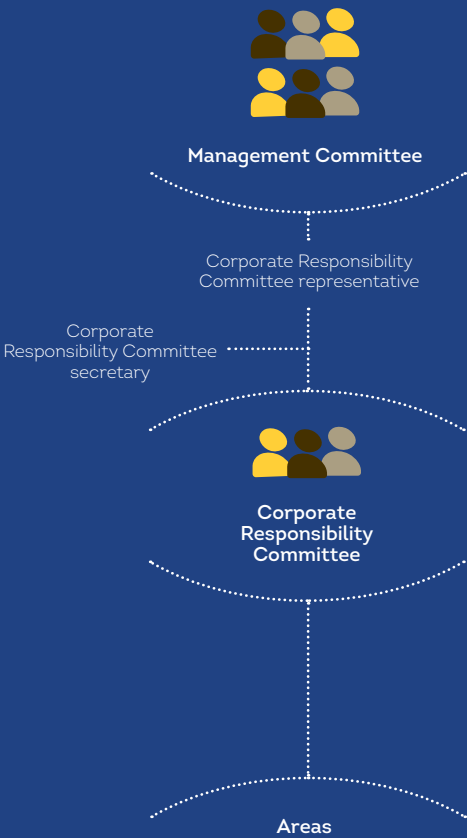 Management Committee
Corporate Responsibility
Committee representative
Corporate
Responsibility Committee
secretary
Corporate
Responsibility
Committee
Areas